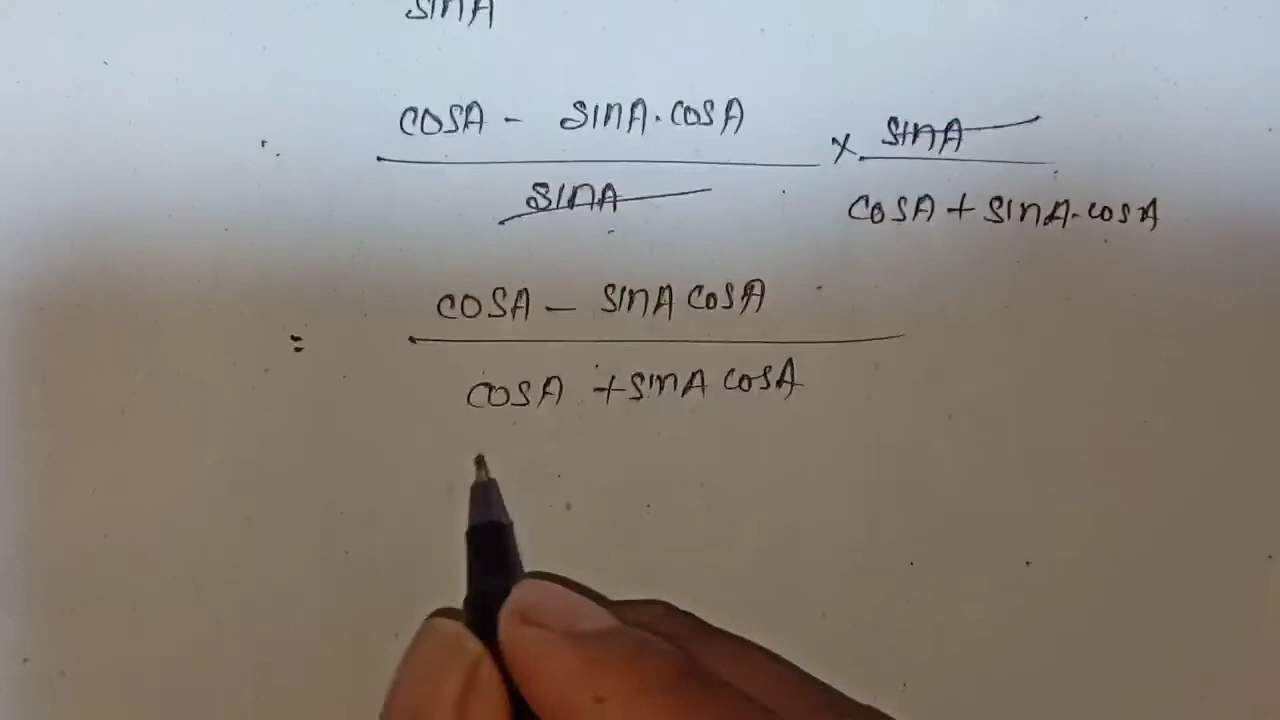 sinA
cosA - sinA.cosA × sinA
sinA cosA + sinA.cosA
= cosA - sinA cosA
cosA + sinA cosA